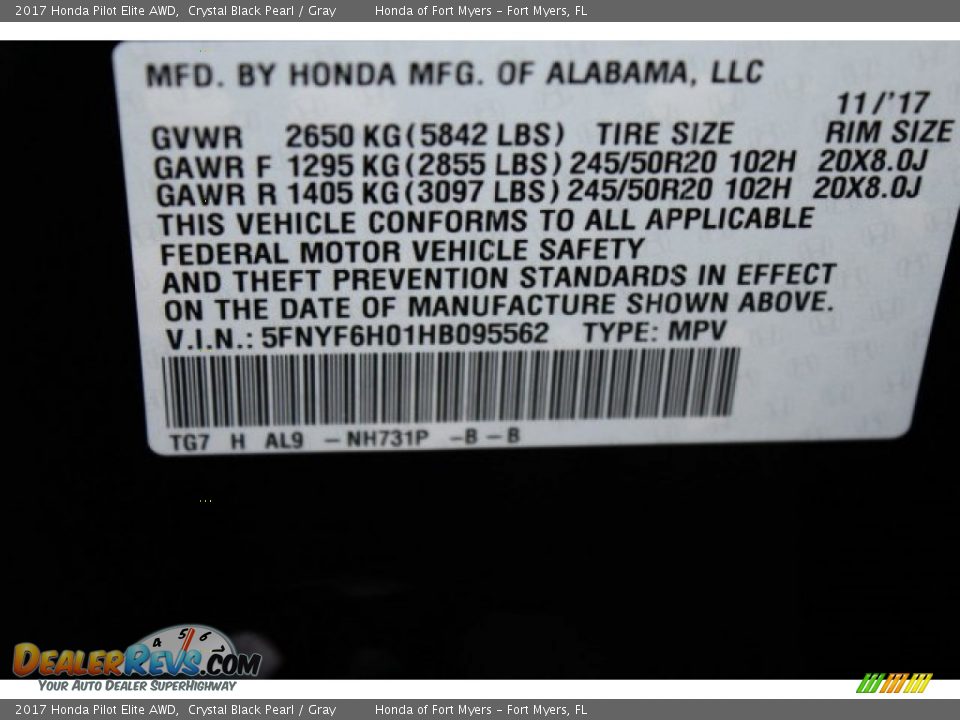 2017 Honda Pilot Elite AWD, Crystal Black Pearl / Gray Honda of Fort Myers - Fort Myers, FL
MFD. BY HONDA MFG. OF ALABAMA, LLC
11/'17
GVWR 2650 KG(5842 LBS) TIRE SIZE RIM SIZE
GAWR F 1295 KG(2855 LBS) 245/50R20 102H 20X8.0J
GAWR R 1405 KG(3097 LBS) 245/50R20 102H 20X8.0J
THIS VEHICLE CONFORMS TO ALL APPLICABLE
FEDERAL MOTOR VEHICLE SAFETY
AND THEFT PREVENTION STANDARDS IN EFFECT
ON THE DATE OF MANUFACTURE SHOWN ABOVE.
V.I.N.: 5FNYF6H01HB095562 TYPE: MPV
TG7 H AL9 -NH731P -B-B
...
4 5 6
DEALERREVS.COM
YOUR AUTO DEALER SUPERHIGHWAY
2017 Honda Pilot Elite AWD, Crystal Black Pearl / Gray Honda of Fort Myers - Fort Myers, FL